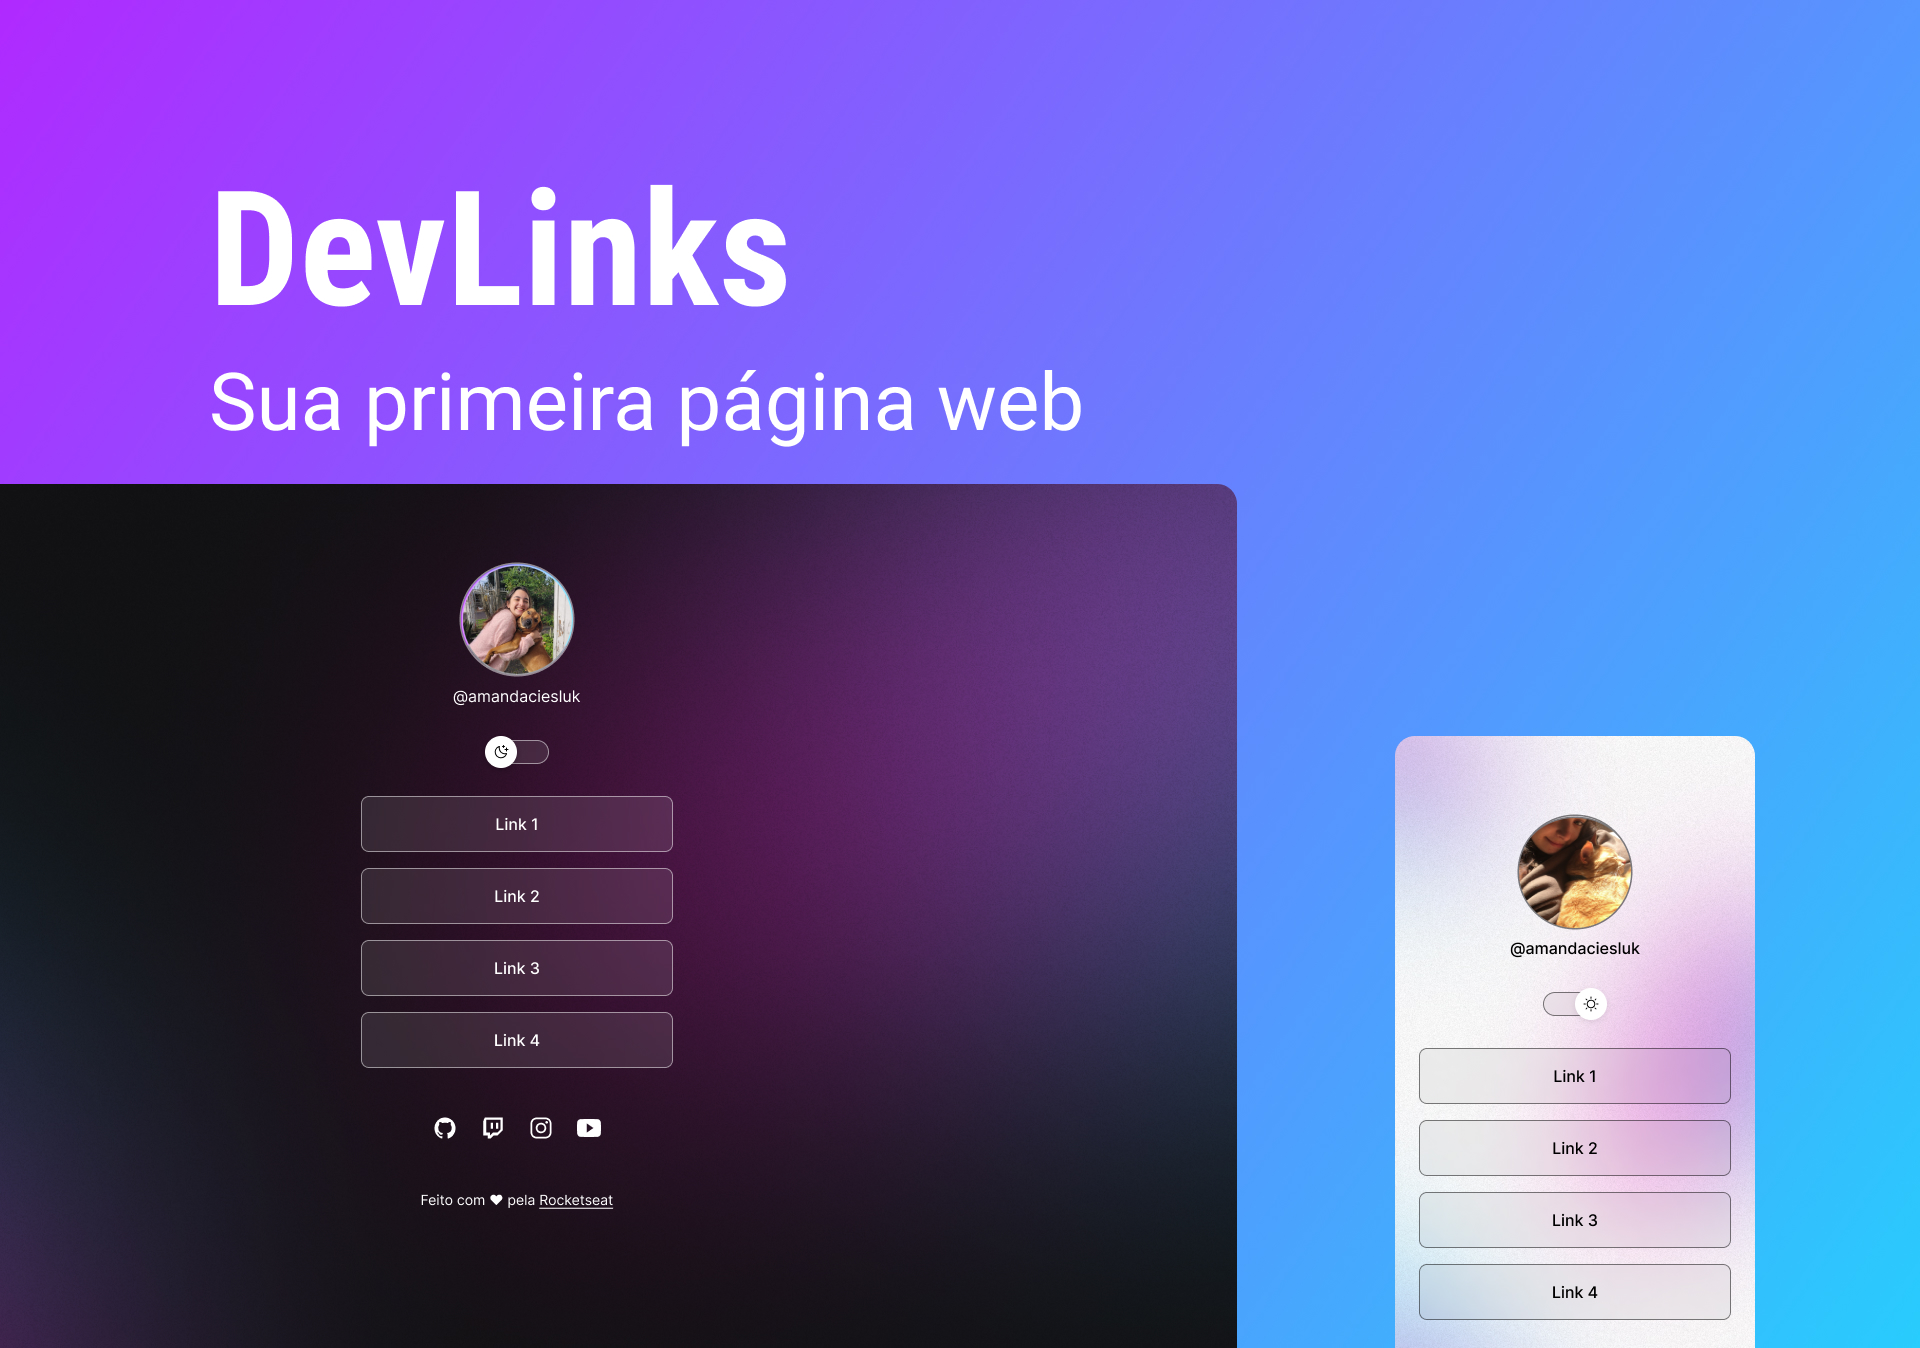 DevLinks
Sua primeira página web
@amandaciesluk
Link 1
Link 2
Link 3
Link 4
Feito com ♥ pela Rocketseat
@amandaciesluk
Link 1
Link 2
Link 3
Link 4